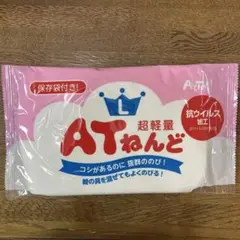 保存袋付き!
L
超軽量
ATねんど
抗ウイルス
加工
コシがあるのに 抜群ののび!
絵の具を混ぜてもよくのびる!